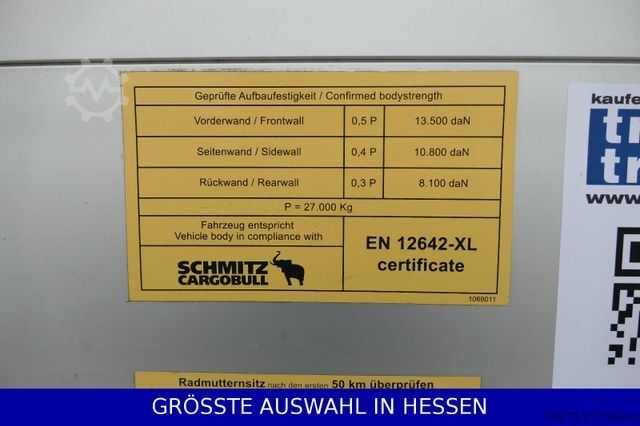 Geprüfte Aufbaufestigkeit / Confirmed bodystrength
Vorderwand / Frontwall 0,5 P 13.500 daN
Seitenwand / Sidewall 0,4 P 10.800 daN
Rückwand / Rearwall 0,3 P 8.100 daN
P = 27.000 Kg
Fahrzeug entspricht
Vehicle body in compliance with
SCHMITZ
CARGOBULL
EN 12642-XL
certificate
1069011
kaufe
www.
Radmutternsitz nach den ersten 50 km überprüfen
GRÖSSTE AUSWAHL IN HESSEN